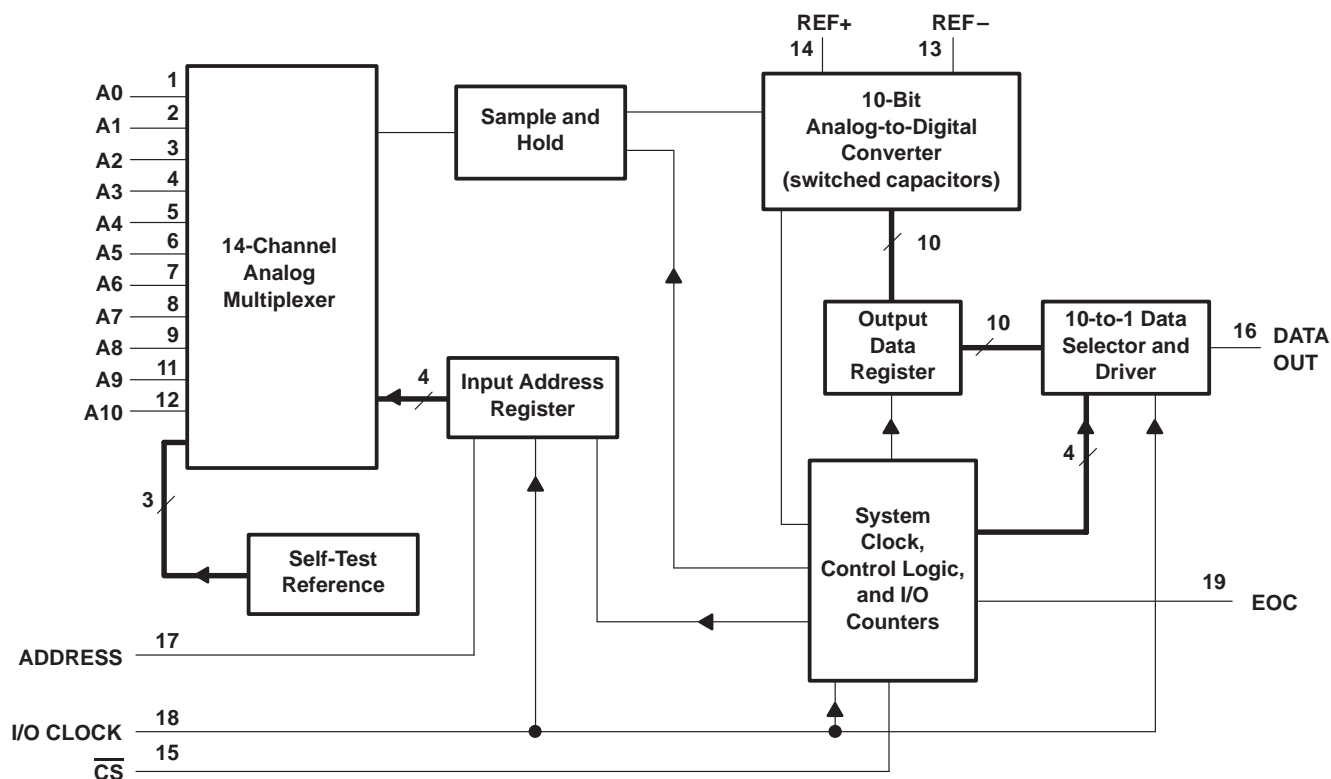 REF+
REF–
14
13
A0
1
A1
2
A2
3
A3
4
A4
5
A5
6
A6
7
A7
8
A8
9
A9
11
A10
12
14-Channel
Analog
Multiplexer
Sample and
Hold
10-Bit
Analog-to-Digital
Converter
(switched capacitors)
10
Output
Data
Register
10
10-to-1 Data
Selector and
Driver
16
DATA
OUT
4
Input Address
Register
3
Self-Test
Reference
4
System
Clock,
Control Logic,
and I/O
Counters
19
EOC
ADDRESS
17
I/O CLOCK
18
C̅S̅
15